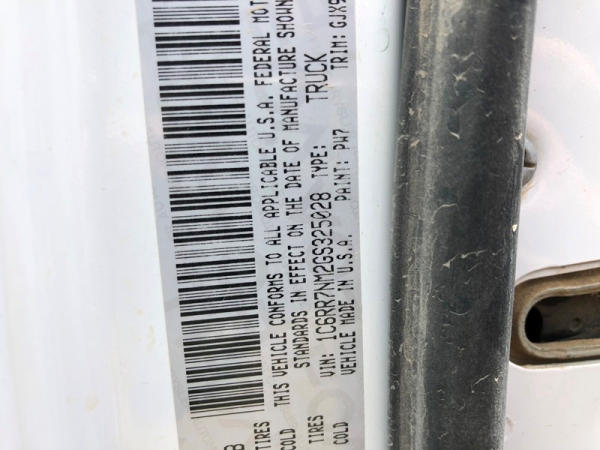 B
TIRES
COLD
THIS VEHICLE CONFORMS TO ALL APPLICABLE U.S.A. FEDERAL MOT
STANDARDS IN EFFECT ON THE DATE OF MANUFACTURE SHOWN
VIN: 1C6RR7NM2GS325028 TYPE: TRUCK
VEHICLE MADE IN U.S.A. PAINT: PW7 TRIM: GJX9
TIRES
COLD